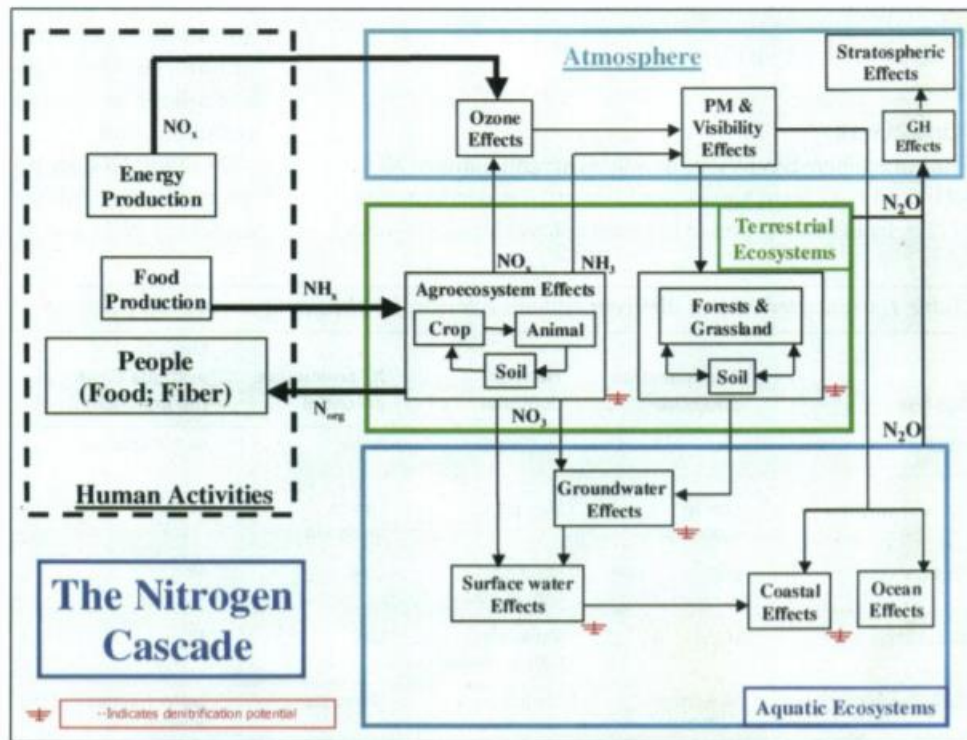 Atmosphere
Stratospheric
Effects
Ozone
Effects
PM &
Visibility
Effects
GH
Effects
NOx
Energy
Production
N2O
Terrestrial
Ecosystems
Food
Production
NHx
NOx
NH3
Agroecosystem Effects
Crop
Animal
Soil
Forests &
Grassland
Soil
People
(Food; Fiber)
Norg
NO3
N2O
Human Activities
Groundwater
Effects
Surface water
Effects
Coastal
Effects
Ocean
Effects
The Nitrogen
Cascade
--Indicates denitrification potential
Aquatic Ecosystems